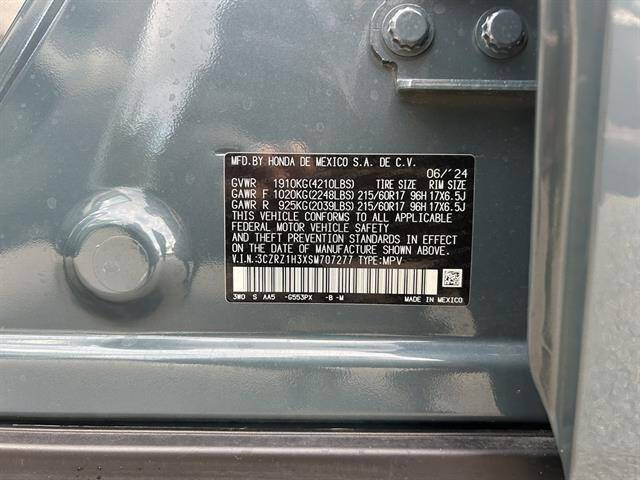 MFD.BY HONDA DE MEXICO S.A. DE C.V.
06/'24
GVWR 1910KG(4210LBS) TIRE SIZE RIM SIZE
GAWR F 1020KG(2248LBS) 215/60R17 96H 17X6.5J
GAWR R 925KG(2039LBS) 215/60R17 96H 17X6.5J
THIS VEHICLE CONFORMS TO ALL APPLICABLE
FEDERAL MOTOR VEHICLE SAFETY
AND THEFT PREVENTION STANDARDS IN EFFECT
ON THE DATE OF MANUFACTURE SHOWN ABOVE.
V.I.N.:3CZRZ1H3XSM707277 TYPE:MPV
3W0 S AA5 -G553PX -B -M MADE IN MEXICO